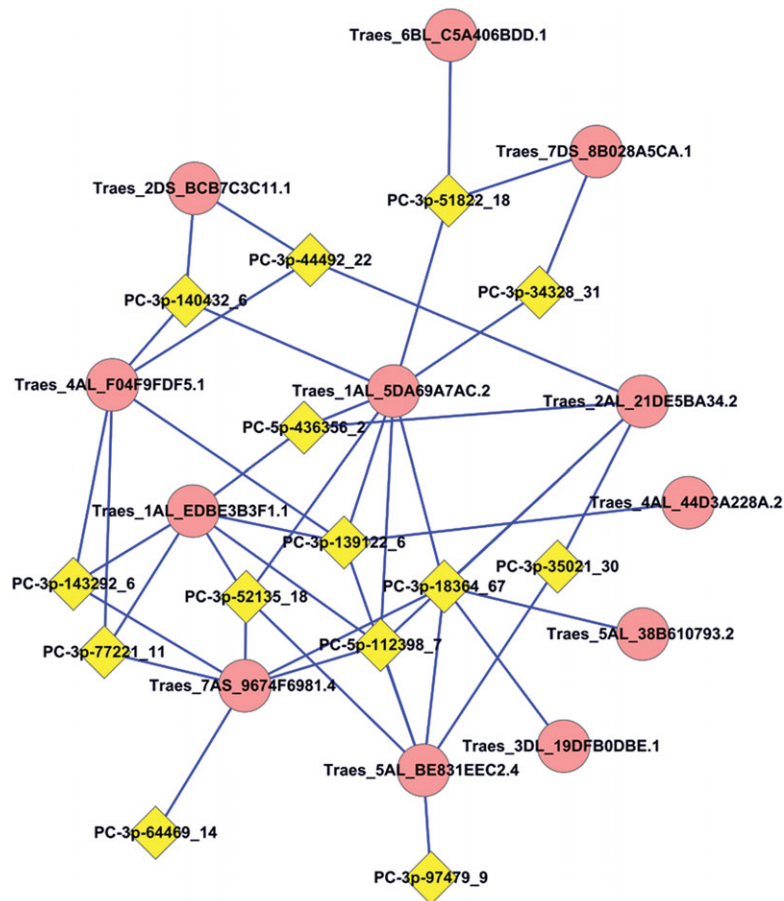 Traes_6BL_C5A406BDD.1
Traes_7DS_8B028A5CA.1
Traes_2DS_BCB7C3C11.1
PC-3p-51822_18
PC-3p-44492_22
PC-3p-34328_31
PC-3p-140432_6
Traes_4AL_F04F9FDF5.1
Traes_1AL_5DA69A7AC.2
Traes_2AL_21DE5BA34.2
PC-5p-436356_2
Traes_4AL_44D3A228A.2
Traes_1AL_EDBE3B3F1.1
PC-3p-139122_6
PC-3p-35021_30
PC-3p-143292_6
PC-3p-18364_67
PC-3p-52135_18
Traes_5AL_38B610793.2
PC-5p-112398_7
PC-3p-77221_11
Traes_7AS_9674F6981.4
Traes_3DL_19DFB0DBE.1
Traes_5AL_BE831EEC2.4
PC-3p-64469_14
PC-3p-97479_9